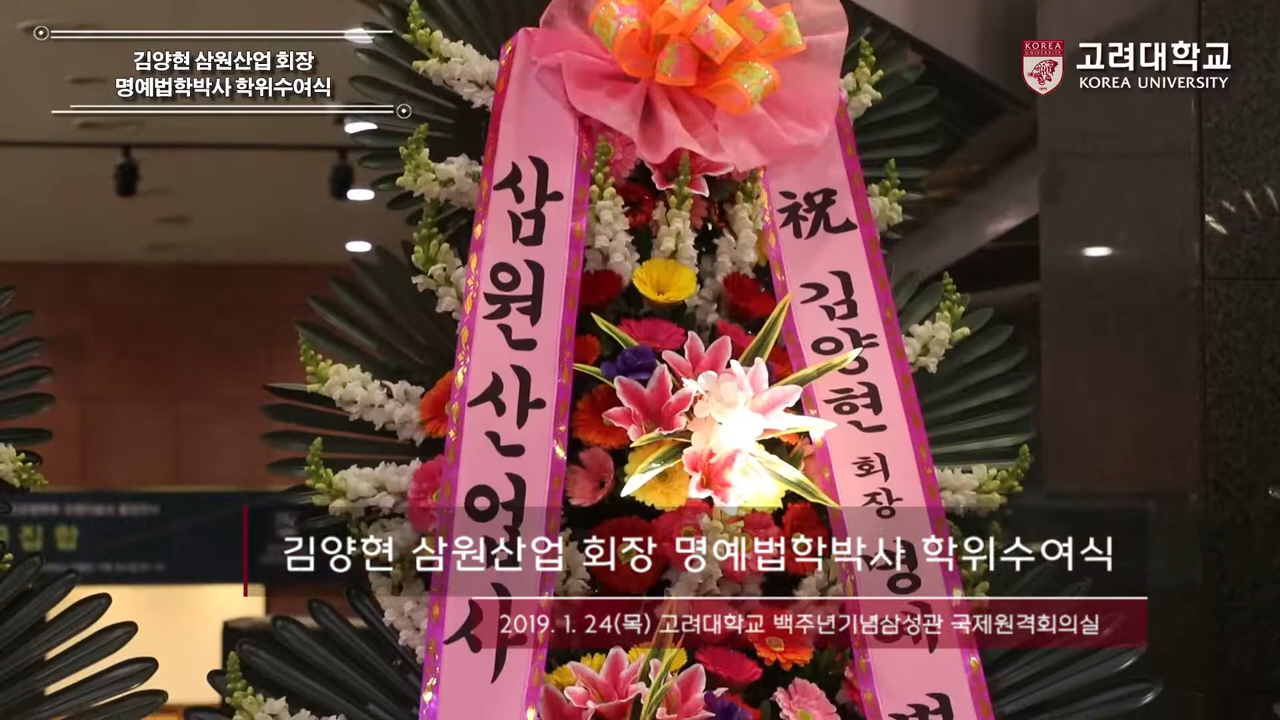 김양현 삼원산업 회장
명예법학박사 학위수여식
KOREA
UNIVERSITY
고려대학교
KOREA UNIVERSITY
삼원산업
祝 김양현 회장
김양현 삼원산업 회장 명예법학박사 학위수여식
2019. 1. 24(목) 고려대학교 백주년기념삼성관 국제원격회의실